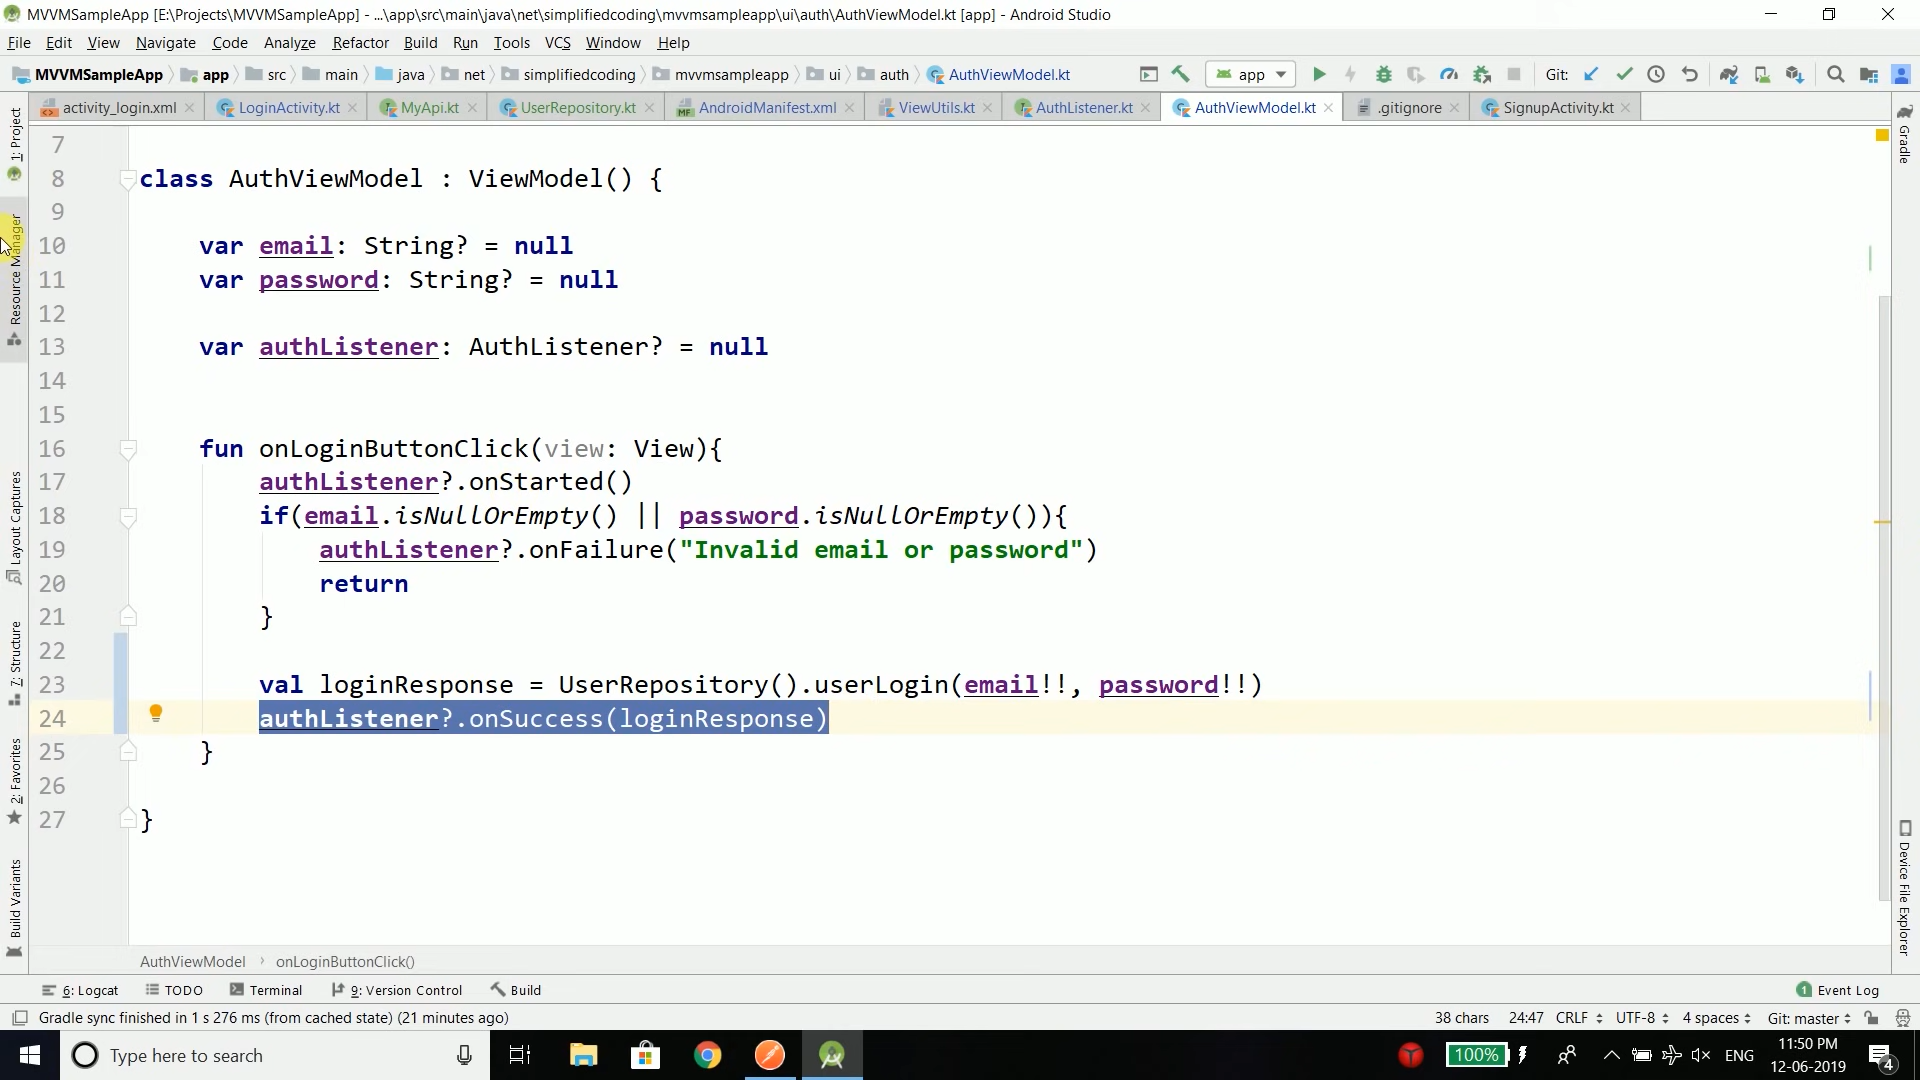 MVVMSampleApp [E:\Projects\MVVMSampleApp] - ...\app\src\main\java\net\simplifiedcoding\mvvmsampleapp\ui\auth\AuthViewModel.kt [app] - Android Studio
File Edit View Navigate Code Analyze Refactor Build Run Tools VCS Window Help
MVVMSampleApp app src main java net simplifiedcoding mvvmsampleapp ui auth AuthViewModel.kt app Git:
activity_login.xml LoginActivity.kt MyApi.kt UserRepository.kt AndroidManifest.xml ViewUtils.kt AuthListener.kt AuthViewModel.kt .gitignore SignupActivity.kt
1: Project
Resource Manager
Layout Captures
7: Structure
2: Favorites
Build Variants
7
8 class AuthViewModel : ViewModel() {
9
10 var email: String? = null
11 var password: String? = null
12
13 var authListener: AuthListener? = null
14
15
16 fun onLoginButtonClick(view: View){
17 authListener?.onStarted()
18 if(email.isNullOrEmpty() || password.isNullOrEmpty()){
19 authListener?.onFailure("Invalid email or password")
20 return
21 }
22
23 val loginResponse = UserRepository().userLogin(email!!, password!!)
24 authListener?.onSuccess(loginResponse)
25 }
26
27 }
Gradle
Device File Explorer
AuthViewModel › onLoginButtonClick()
6: Logcat TODO Terminal 9: Version Control Build 1 Event Log
Gradle sync finished in 1 s 276 ms (from cached state) (21 minutes ago) 38 chars 24:47 CRLF UTF-8 4 spaces Git: master
Type here to search 100% ENG 11:50 PM
12-06-2019 4